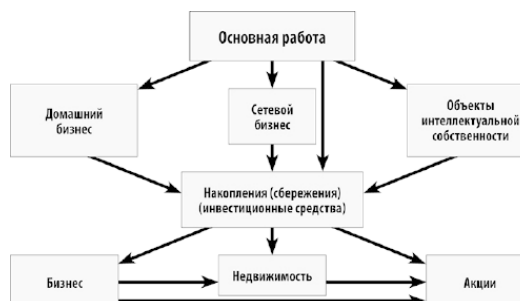 Основная работа
Домашний
бизнес
Сетевой
бизнес
Объекты
интеллектуальной
собственности
Накопления (сбережения)
(инвестиционные средства)
Бизнес
Недвижимость
Акции